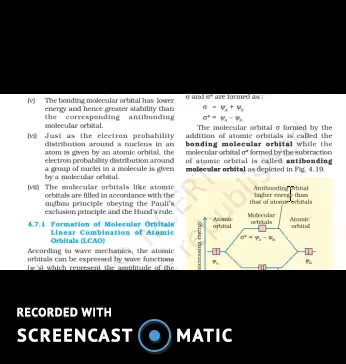 (v) The bonding molecular orbital has lower
energy and hence greater stability than
the corresponding antibonding
molecular orbital.
(vi) Just as the electron probability
distribution around a nucleus in an
atom is given by an atomic orbital, the
electron probability distribution around
a group of nuclei in a molecule is given
by a molecular orbital.
(vii) The molecular orbitals like atomic
orbitals are filled in accordance with the
aufbau principle obeying the Pauli's
exclusion principle and the Hund's rule.
4.7.1 Formation of Molecular Orbitals
Linear Combination of Atomic
Orbitals (LCAO)
According to wave mechanics, the atomic
orbitals can be expressed by wave functions
(ψ's) which represent the amplitude of the
σ and σ* are formed as :
σ = ψA + ψB
σ* = ψA – ψB
The molecular orbital σ formed by the
addition of atomic orbitals is called the
bonding molecular orbital while the
molecular orbital σ* formed by the subtraction
of atomic orbital is called antibonding
molecular orbital as depicted in Fig. 4.19.
Antibonding orbital
higher energy than
that of atomic orbitals
Molecular
orbitals
Atomic
orbital
Atomic
orbital
σ* = ψA – ψB
increasing energy
ψA
ψB
RECORDED WITH
SCREENCAST MATIC